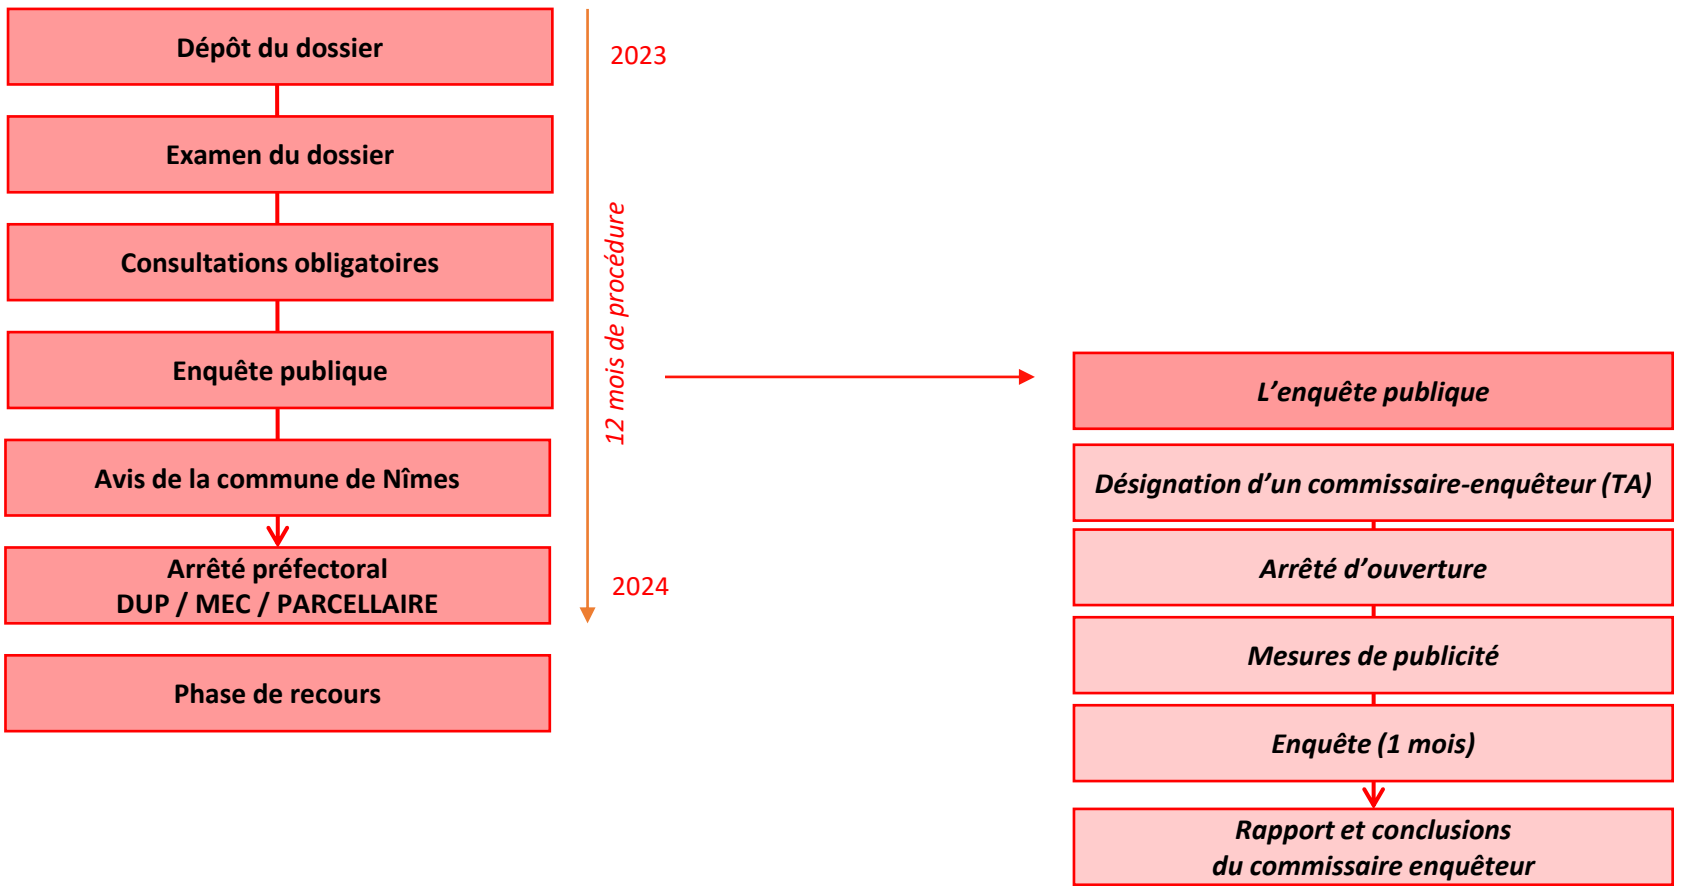 Dépôt du dossier
2023
Examen du dossier
Consultations obligatoires
12 mois de procédure
Enquête publique
Avis de la commune de Nîmes
Arrêté préfectoral
DUP / MEC / PARCELLAIRE
2024
Phase de recours
L’enquête publique
Désignation d’un commissaire-enquêteur (TA)
Arrêté d’ouverture
Mesures de publicité
Enquête (1 mois)
Rapport et conclusions
du commissaire enquêteur